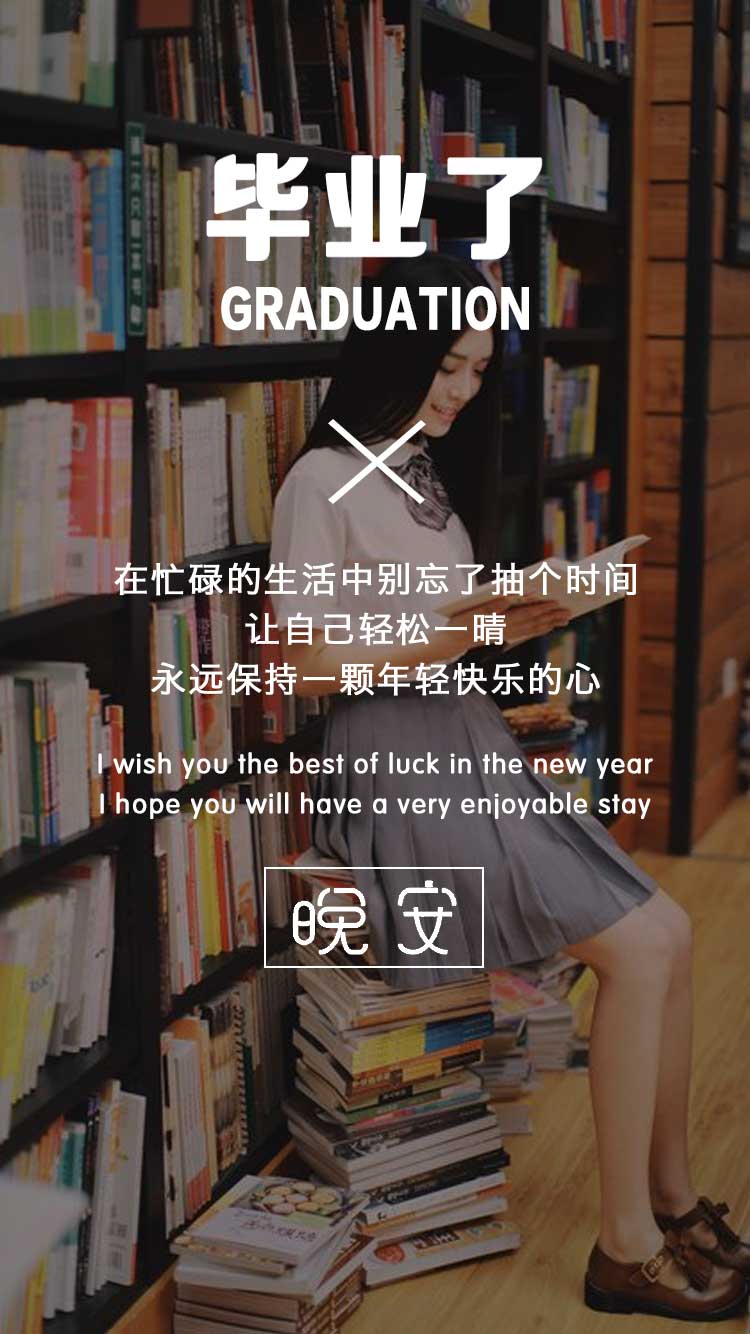 毕业了
GRADUATION
在忙碌的生活中别忘了抽个时间
让自己轻松一晴
永远保持一颗年轻快乐的心
I wish you the best of luck in the new year
I hope you will have a very enjoyable stay
晚安